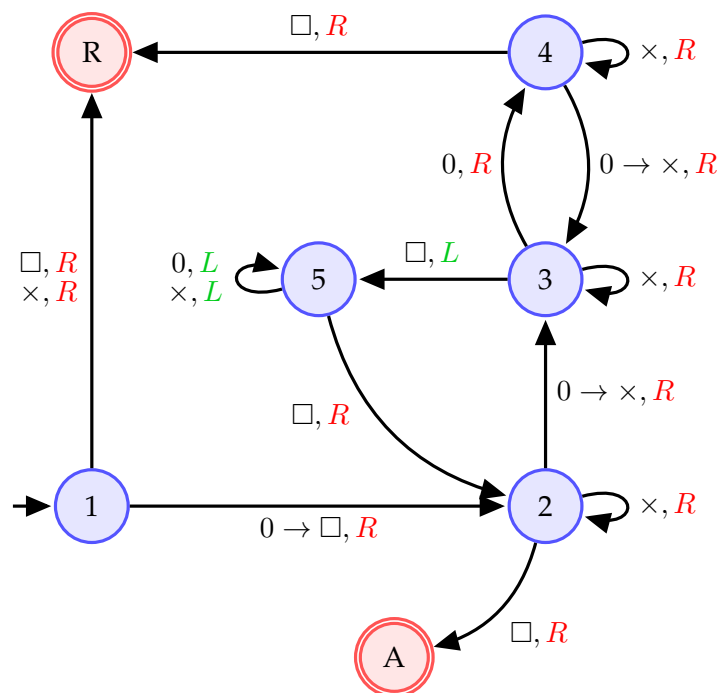 □, R
R
4
×, R
0, R
0 → ×, R
□, R
×, R
0, L
×, L
5
□, L
3
×, R
□, R
0 → ×, R
1
0 → □, R
2
×, R
□, R
A